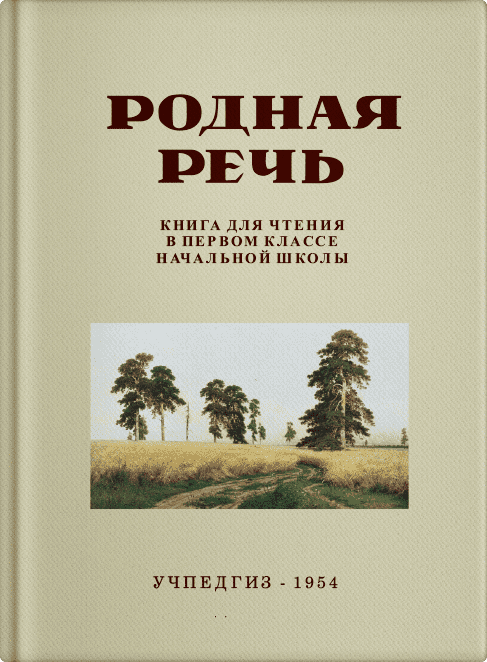 РОДНАЯ
РЕЧЬ
КНИГА ДЛЯ ЧТЕНИЯ
В ПЕРВОМ КЛАССЕ
НАЧАЛЬНОЙ ШКОЛЫ
УЧПЕДГИЗ - 1954